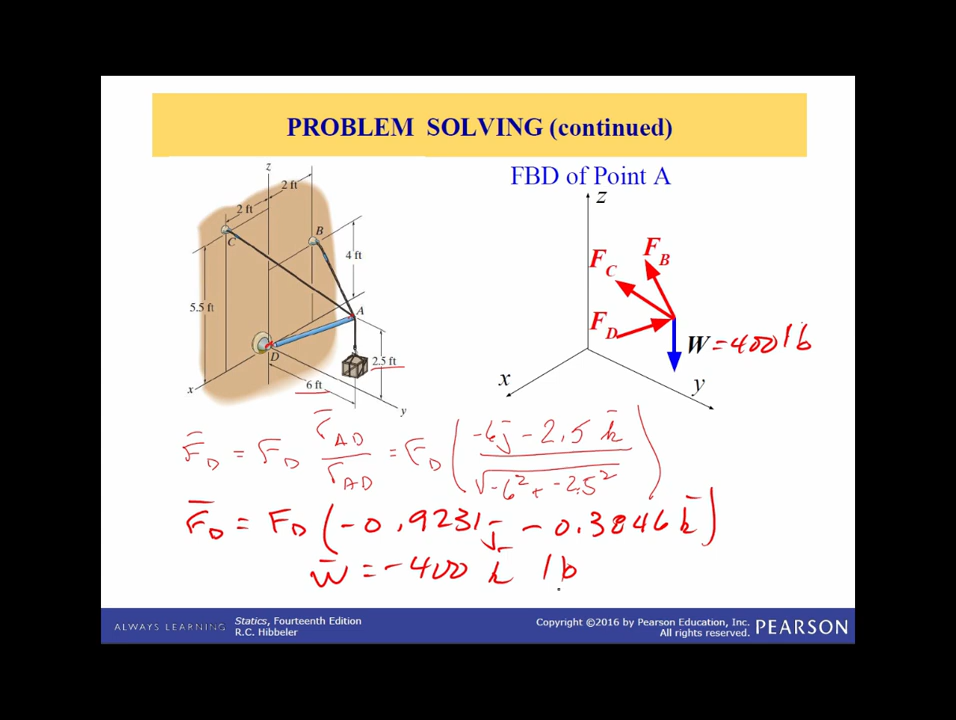 PROBLEM SOLVING (continued)
FBD of Point A
z
2 ft
2 ft
C
B
4 ft
5.5 ft
A
D
2.5 ft
6 ft
x
y
z
F_C
F_B
F_D
W = 400 lb
x
y
F̄_D = F_D r̄_AD / r_AD = F_D ( -6j - 2.5 k̄ / √-6² + -2.5² )
F̄_D = F_D ( -0.9231 j - 0.3846 k̄ )
W̄ = -400 k̄ lb
ALWAYS LEARNING
Statics, Fourteenth Edition
R.C. Hibbeler
Copyright ©2016 by Pearson Education, Inc.
All rights reserved.
PEARSON